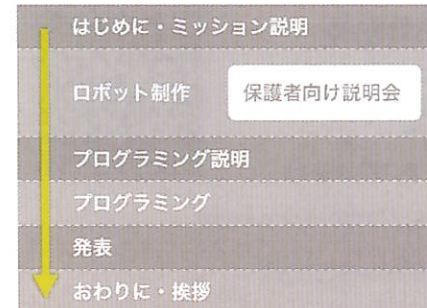 はじめに・ミッション説明
ロボット制作 保護者向け説明会
プログラミング説明
プログラミング
発表
おわりに・挨拶